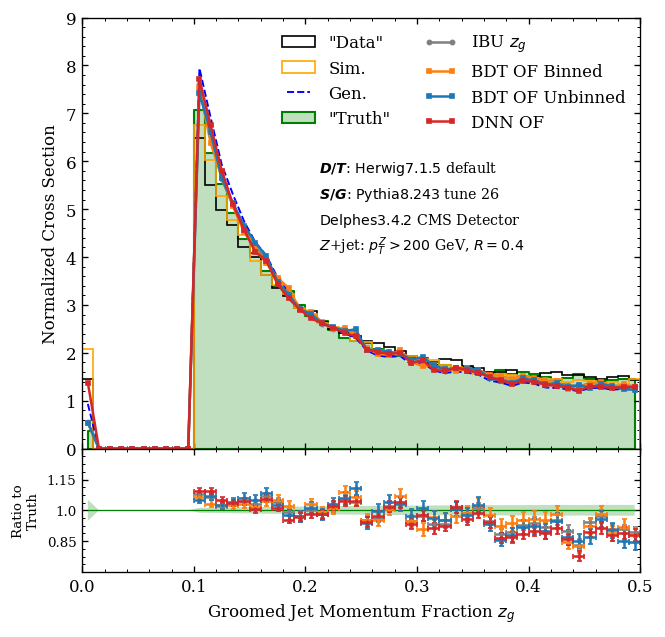 9
8
7
6
5
4
3
2
1
0
Normalized Cross Section
"Data"
Sim.
Gen.
"Truth"
IBU z_g
BDT OF Binned
BDT OF Unbinned
DNN OF
D/T: Herwig7.1.5 default
S/G: Pythia8.243 tune 26
Delphes3.4.2 CMS Detector
Z+jet: p_T^Z > 200 GeV, R = 0.4
1.15
1.0
0.85
Ratio to
Truth
0.0 0.1 0.2 0.3 0.4 0.5
Groomed Jet Momentum Fraction z_g